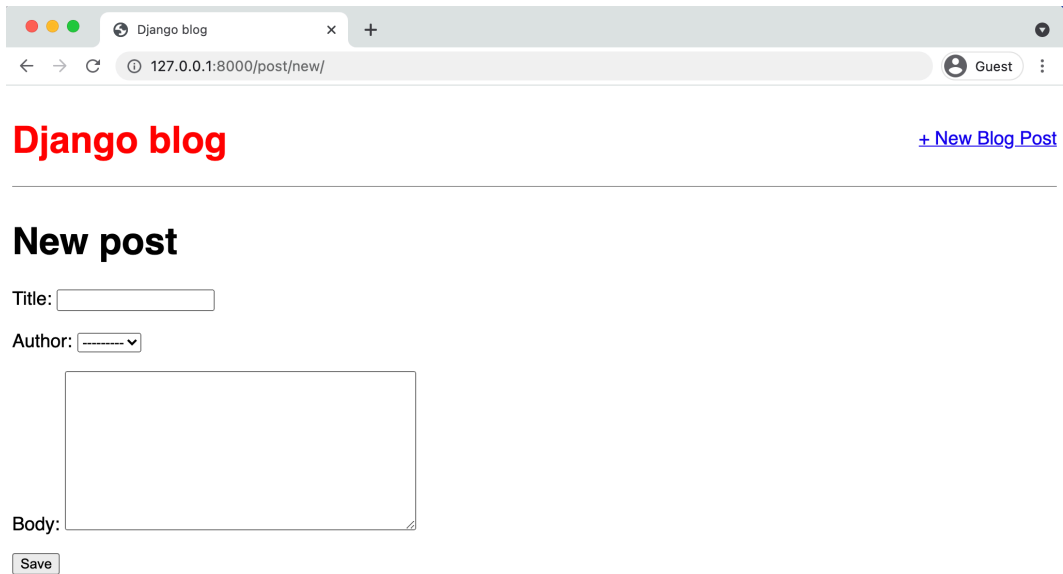 Django blog
127.0.0.1:8000/post/new/
Guest
Django blog
+ New Blog Post
New post
Title:
Author: ---------
Body:
Save